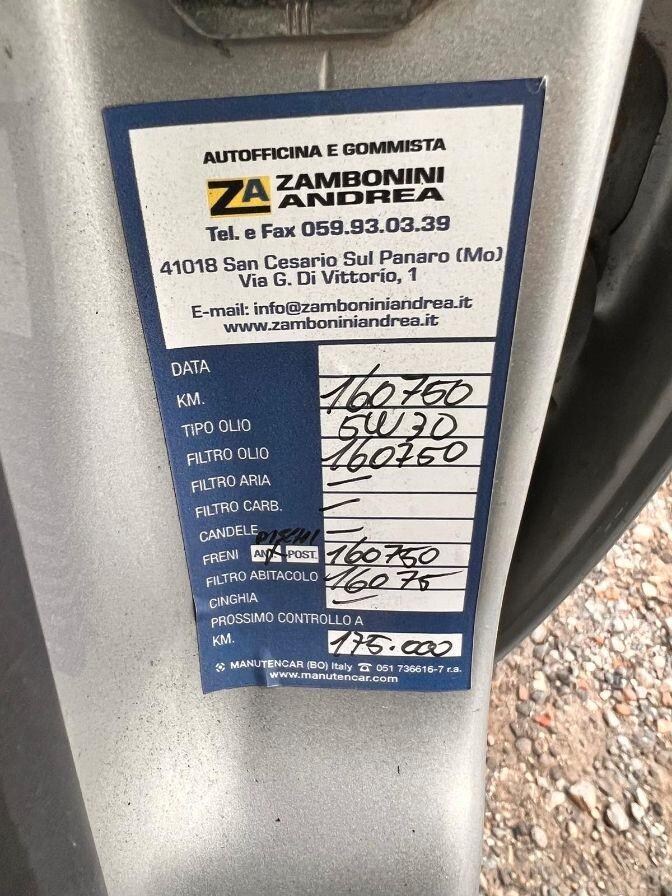 AUTOFFICINA E GOMMISTA
ZA ZAMBONINI
ANDREA
Tel. e Fax 059.93.03.39
41018 San Cesario Sul Panaro (Mo)
Via G. Di Vittorio, 1
E-mail: info@zamboniniandrea.it
www.zamboniniandrea.it
DATA
KM. 160750
TIPO OLIO 5W30
FILTRO OLIO 160750
FILTRO ARIA —
FILTRO CARB. —
CANDELE —
FRENI ANT. POST. 160750
FILTRO ABITACOLO 16075
CINGHIA —
PROSSIMO CONTROLLO A
KM. 175.000
MANUTENCAR (BO) Italy ☎ 051 736616-7 r.a.
www.manutencar.com